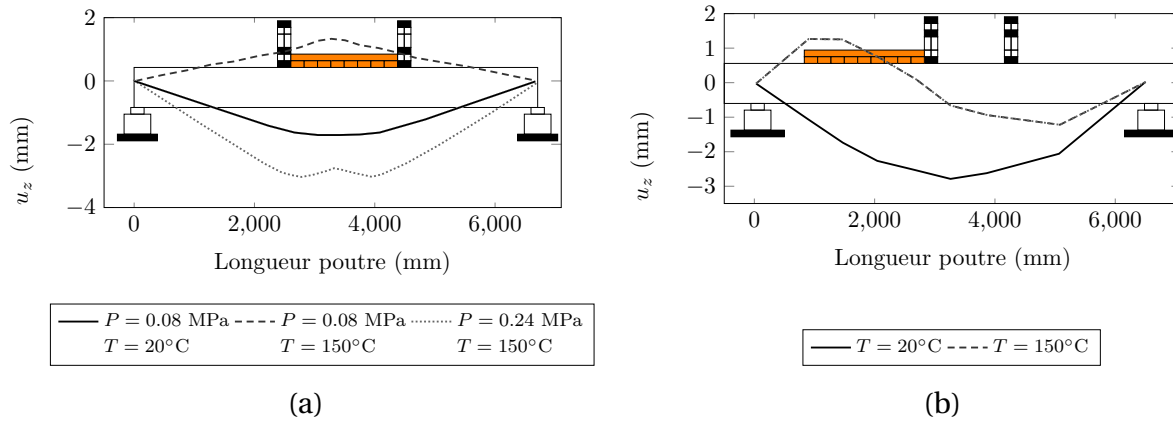 2
0
−2
−4
0
2,000
4,000
6,000
u_z (mm)
Longueur poutre (mm)
P = 0.08 MPa
T = 20°C
P = 0.08 MPa
T = 150°C
P = 0.24 MPa
T = 150°C
(a)
2
1
0
−1
−2
−3
0
2,000
4,000
6,000
u_z (mm)
Longueur poutre (mm)
T = 20°C
T = 150°C
(b)